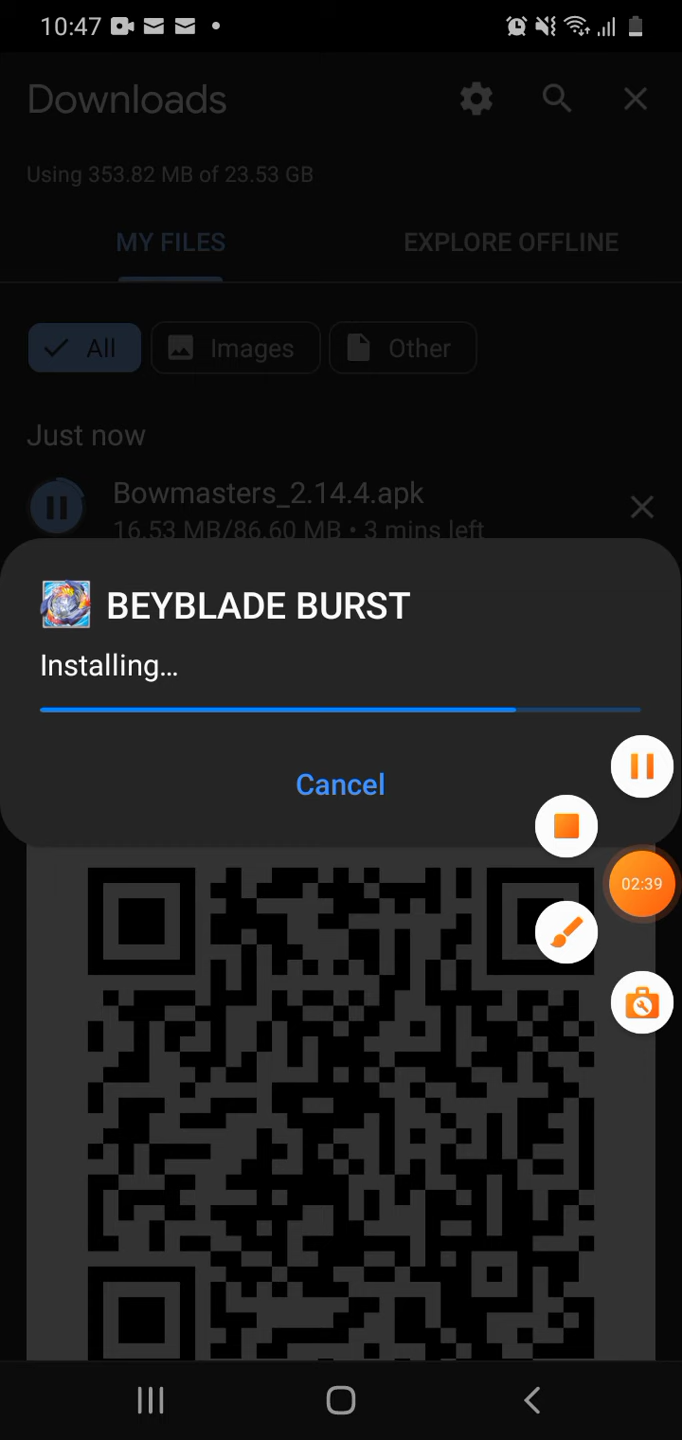 10:47
Downloads
Using 353.82 MB of 23.53 GB
MY FILES
EXPLORE OFFLINE
All
Images
Other
Just now
Bowmasters_2.14.4.apk
16.53 MB/86.60 MB • 3 mins left
BEYBLADE BURST
Installing...
Cancel
02:39